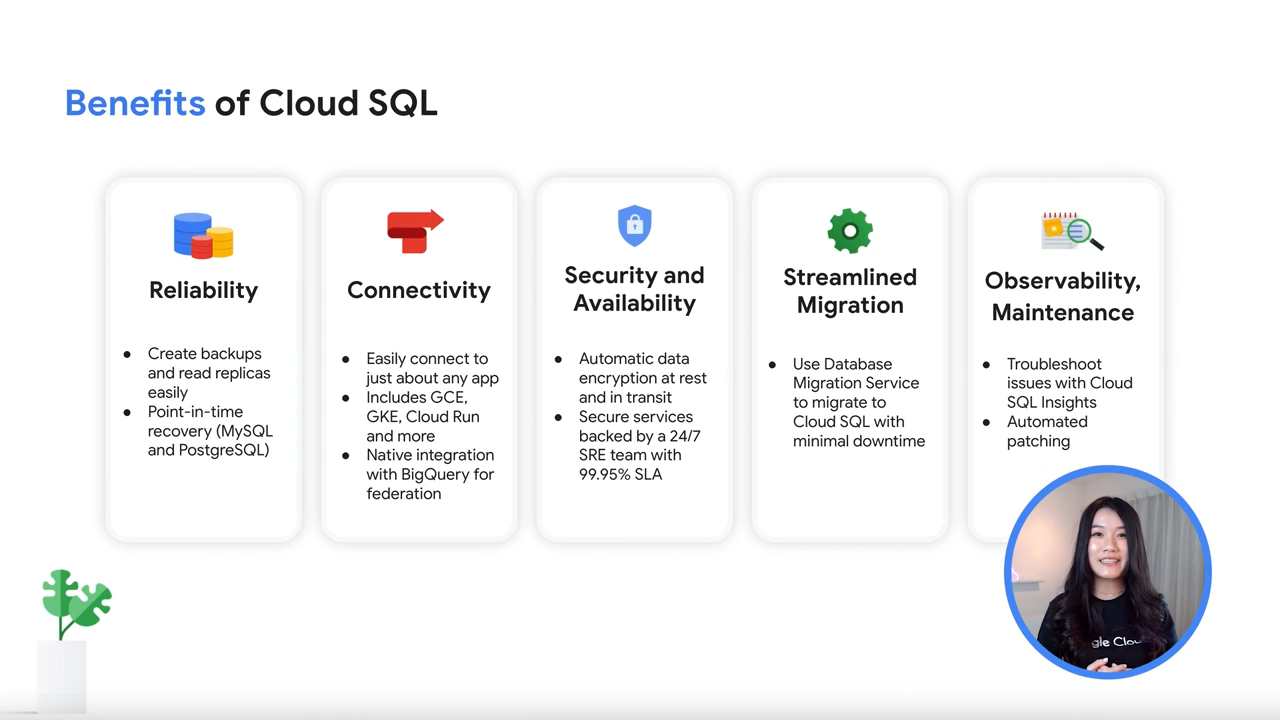 Benefits of Cloud SQL
Reliability
● Create backups
and read replicas
easily
● Point-in-time
recovery (MySQL
and PostgreSQL)
Connectivity
● Easily connect to
just about any app
● Includes GCE,
GKE, Cloud Run
and more
● Native integration
with BigQuery for
federation
Security and
Availability
● Automatic data
encryption at rest
and in transit
● Secure services
backed by a 24/7
SRE team with
99.95% SLA
Streamlined
Migration
● Use Database
Migration Service
to migrate to
Cloud SQL with
minimal downtime
Observability,
Maintenance
● Troubleshoot
issues with Cloud
SQL Insights
● Automated
patching
gle Clou